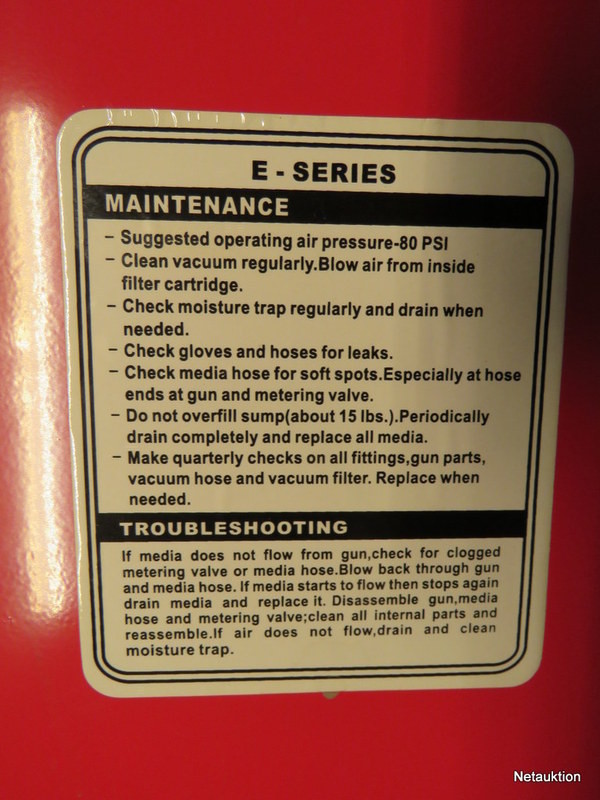 E - SERIES
MAINTENANCE
- Suggested operating air pressure-80 PSI
- Clean vacuum regularly.Blow air from inside
filter cartridge.
- Check moisture trap regularly and drain when
needed.
- Check gloves and hoses for leaks.
- Check media hose for soft spots.Especially at hose
ends at gun and metering valve.
- Do not overfill sump(about 15 lbs.).Periodically
drain completely and replace all media.
- Make quarterly checks on all fittings,gun parts,
vacuum hose and vacuum filter. Replace when
needed.
TROUBLESHOOTING
If media does not flow from gun,check for clogged
metering valve or media hose.Blow back through gun
and media hose. If media starts to flow then stops again
drain media and replace it. Disassemble gun,media
hose and metering valve;clean all internal parts and
reassemble.If air does not flow,drain and clean
moisture trap.
Netauktion